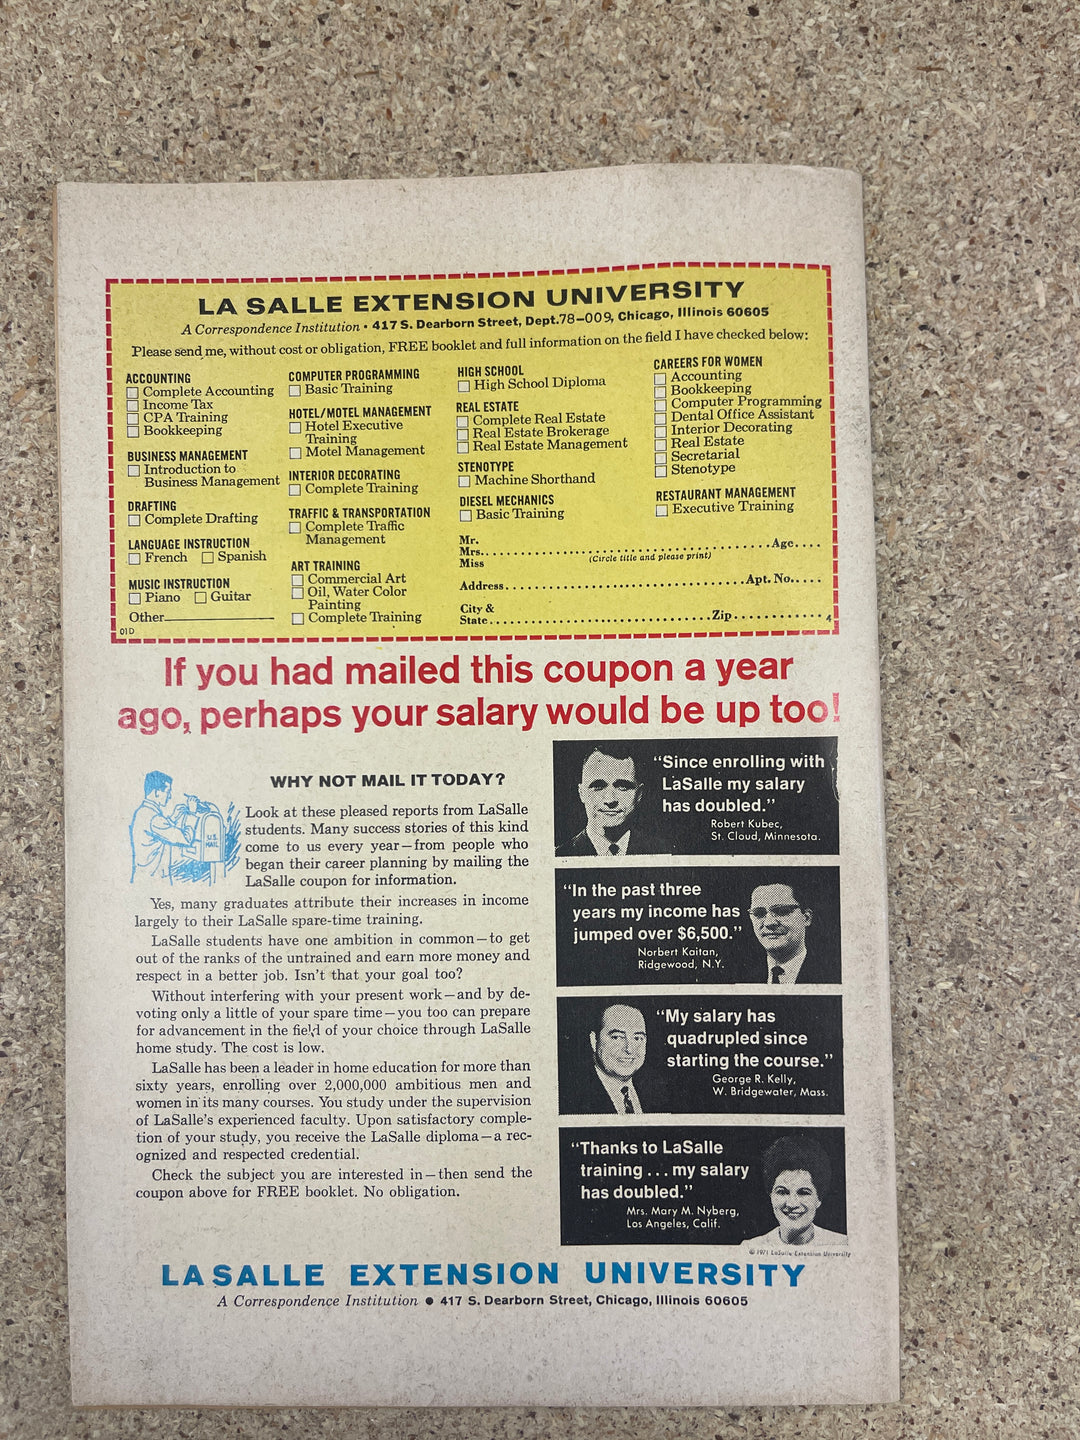 LA SALLE EXTENSION UNIVERSITY
A Correspondence Institution • 417 S. Dearborn Street, Dept. 78-009, Chicago, Illinois 60605
Please send me, without cost or obligation, FREE booklet and full information on the field I have checked below:
ACCOUNTING
Complete Accounting
Income Tax
CPA Training
Bookkeeping
BUSINESS MANAGEMENT
Introduction to
Business Management
DRAFTING
Complete Drafting
LANGUAGE INSTRUCTION
French Spanish
MUSIC INSTRUCTION
Piano Guitar
Other
01D
COMPUTER PROGRAMMING
Basic Training
HOTEL/MOTEL MANAGEMENT
Hotel Executive
Training
Motel Management
INTERIOR DECORATING
Complete Training
TRAFFIC & TRANSPORTATION
Complete Traffic
Management
ART TRAINING
Commercial Art
Oil, Water Color
Painting
Complete Training
HIGH SCHOOL
High School Diploma
REAL ESTATE
Complete Real Estate
Real Estate Brokerage
Real Estate Management
STENOTYPE
Machine Shorthand
DIESEL MECHANICS
Basic Training
CAREERS FOR WOMEN
Accounting
Bookkeeping
Computer Programming
Dental Office Assistant
Interior Decorating
Real Estate
Secretarial
Stenotype
RESTAURANT MANAGEMENT
Executive Training
Mr.
Mrs. Age
Miss (Circle title and please print)
Address Apt. No.
City &
State Zip 4
If you had mailed this coupon a year
ago, perhaps your salary would be up too!
U.S.
MAIL
WHY NOT MAIL IT TODAY?
Look at these pleased reports from LaSalle
students. Many success stories of this kind
come to us every year—from people who
began their career planning by mailing the
LaSalle coupon for information.
Yes, many graduates attribute their increases in income
largely to their LaSalle spare-time training.
LaSalle students have one ambition in common—to get
out of the ranks of the untrained and earn more money and
respect in a better job. Isn't that your goal too?
Without interfering with your present work—and by de-
voting only a little of your spare time—you too can prepare
for advancement in the field of your choice through LaSalle
home study. The cost is low.
LaSalle has been a leader in home education for more than
sixty years, enrolling over 2,000,000 ambitious men and
women in its many courses. You study under the supervision
of LaSalle's experienced faculty. Upon satisfactory comple-
tion of your study, you receive the LaSalle diploma—a rec-
ognized and respected credential.
Check the subject you are interested in—then send the
coupon above for FREE booklet. No obligation.
"Since enrolling with
LaSalle my salary
has doubled."
Robert Kubec,
St. Cloud, Minnesota.
"In the past three
years my income has
jumped over $6,500."
Norbert Kaitan,
Ridgewood, N.Y.
"My salary has
quadrupled since
starting the course."
George R. Kelly,
W. Bridgewater, Mass.
"Thanks to LaSalle
training ... my salary
has doubled."
Mrs. Mary M. Nyberg,
Los Angeles, Calif.
© 1971 LaSalle Extension University
LA SALLE EXTENSION UNIVERSITY
A Correspondence Institution • 417 S. Dearborn Street, Chicago, Illinois 60605